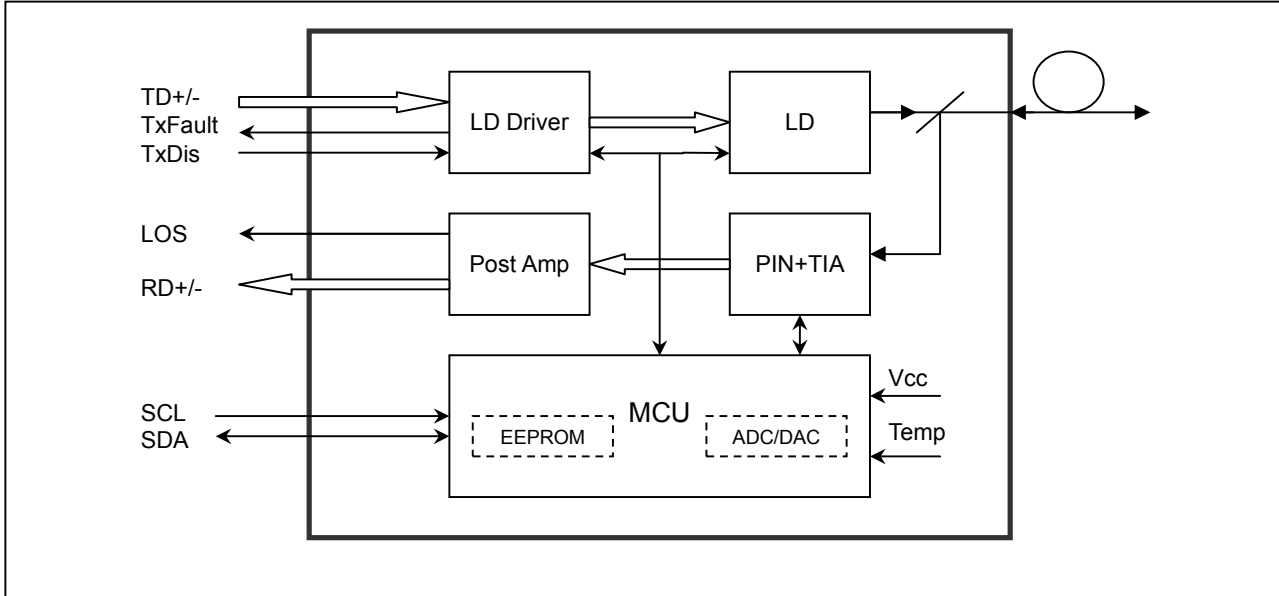 TD+/-
TxFault
TxDis
LD Driver
LD
LOS
RD+/-
Post Amp
PIN+TIA
SCL
SDA
MCU
EEPROM
ADC/DAC
Vcc
Temp